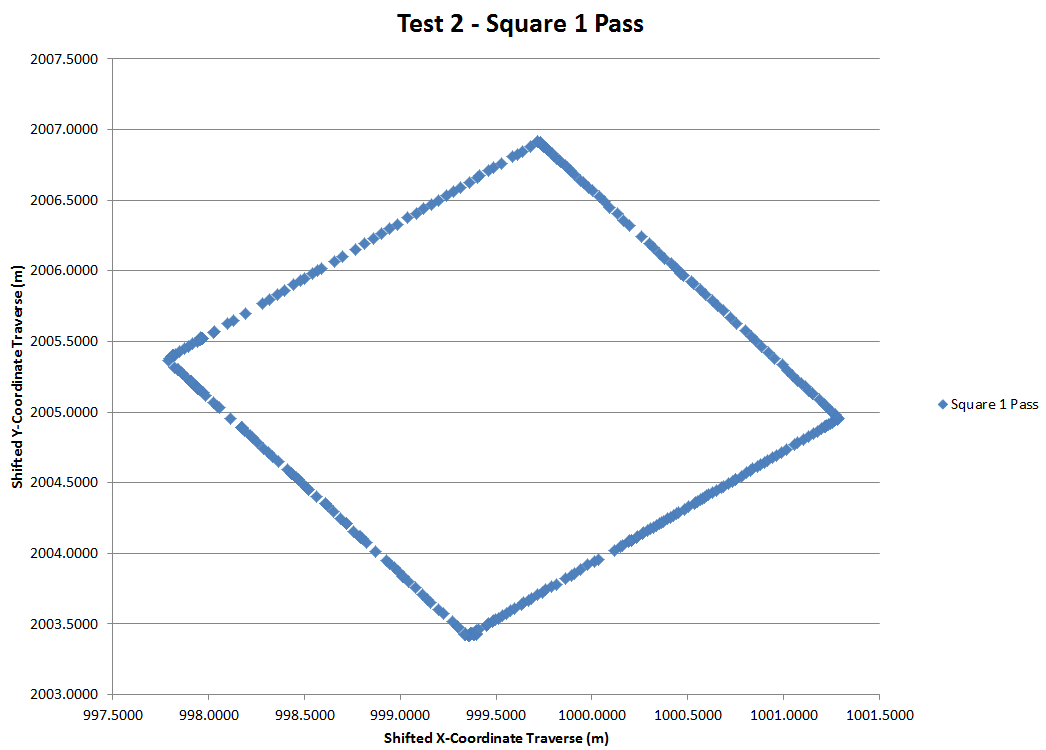 Test 2 - Square 1 Pass
2007.5000
2007.0000
2006.5000
2006.0000
2005.5000
2005.0000
2004.5000
2004.0000
2003.5000
2003.0000
Shifted Y-Coordinate Traverse (m)
Square 1 Pass
997.5000 998.0000 998.5000 999.0000 999.5000 1000.0000 1000.5000 1001.0000 1001.5000
Shifted X-Coordinate Traverse (m)